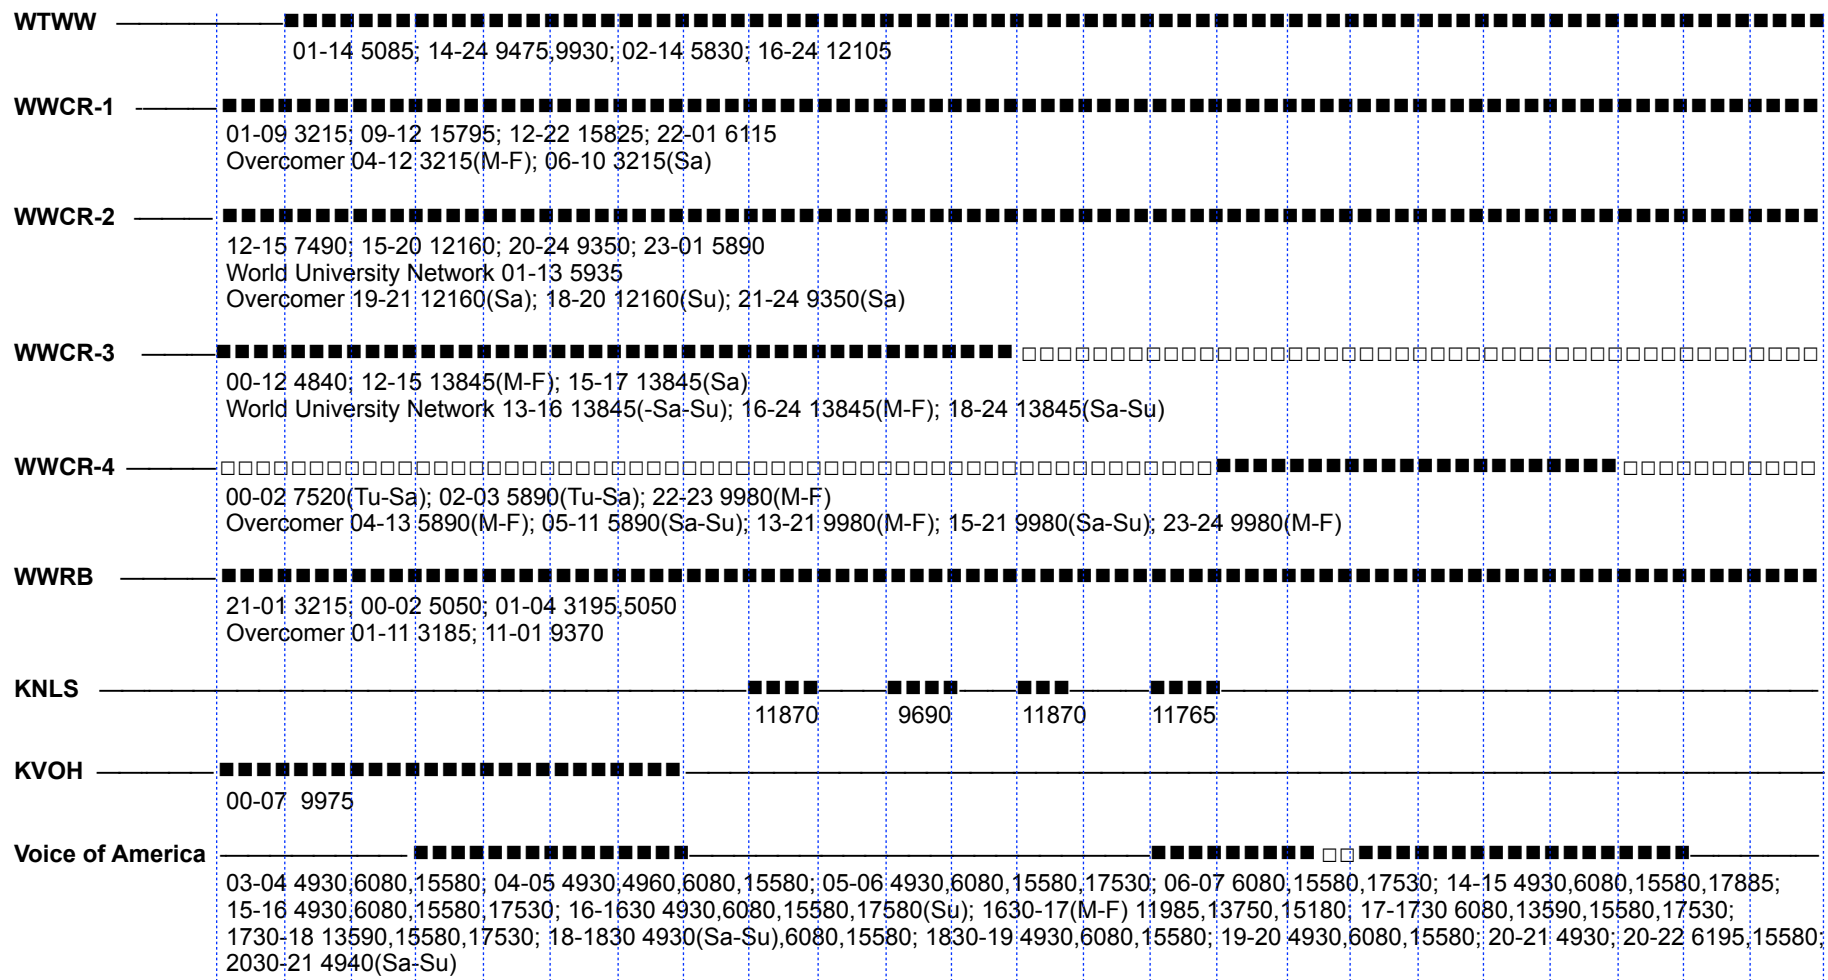 WTWW
01-14 5085; 14-24 9475,9930; 02-14 5830; 16-24 12105
WWCR-1
01-09 3215; 09-12 15795; 12-22 15825; 22-01 6115
Overcomer 04-12 3215(M-F); 06-10 3215(Sa)
WWCR-2
12-15 7490; 15-20 12160; 20-24 9350; 23-01 5890
World University Network 01-13 5935
Overcomer 19-21 12160(Sa); 18-20 12160(Su); 21-24 9350(Sa)
WWCR-3
00-12 4840; 12-15 13845(M-F); 15-17 13845(Sa)
World University Network 13-16 13845(-Sa-Su); 16-24 13845(M-F); 18-24 13845(Sa-Su)
WWCR-4
00-02 7520(Tu-Sa); 02-03 5890(Tu-Sa); 22-23 9980(M-F)
Overcomer 04-13 5890(M-F); 05-11 5890(Sa-Su); 13-21 9980(M-F); 15-21 9980(Sa-Su); 23-24 9980(M-F)
WWRB
21-01 3215; 00-02 5050; 01-04 3195,5050
Overcomer 01-11 3185; 11-01 9370
KNLS
11870 9690 11870 11765
KVOH
00-07 9975
Voice of America
03-04 4930,6080,15580; 04-05 4930,4960,6080,15580; 05-06 4930,6080,15580,17530; 06-07 6080,15580,17530; 14-15 4930,6080,15580,17885;
15-16 4930,6080,15580,17530; 16-1630 4930,6080,15580,17580(Su); 1630-17(M-F) 11985,13750,15180; 17-1730 6080,13590,15580,17530;
1730-18 13590,15580,17530; 18-1830 4930(Sa-Su),6080,15580; 1830-19 4930,6080,15580; 19-20 4930,6080,15580; 20-21 4930; 20-22 6195,15580;
2030-21 4940(Sa-Su)